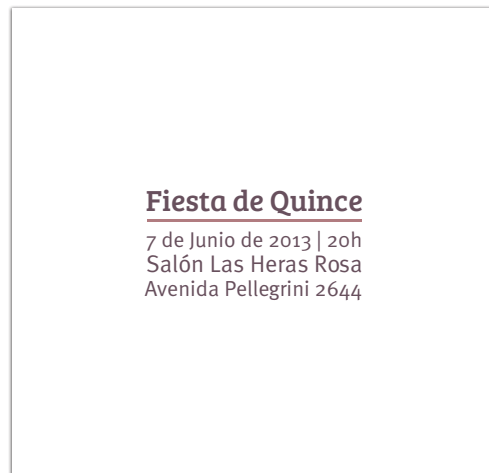 Fiesta de Quince
7 de Junio de 2013 | 20h
Salón Las Heras Rosa
Avenida Pellegrini 2644